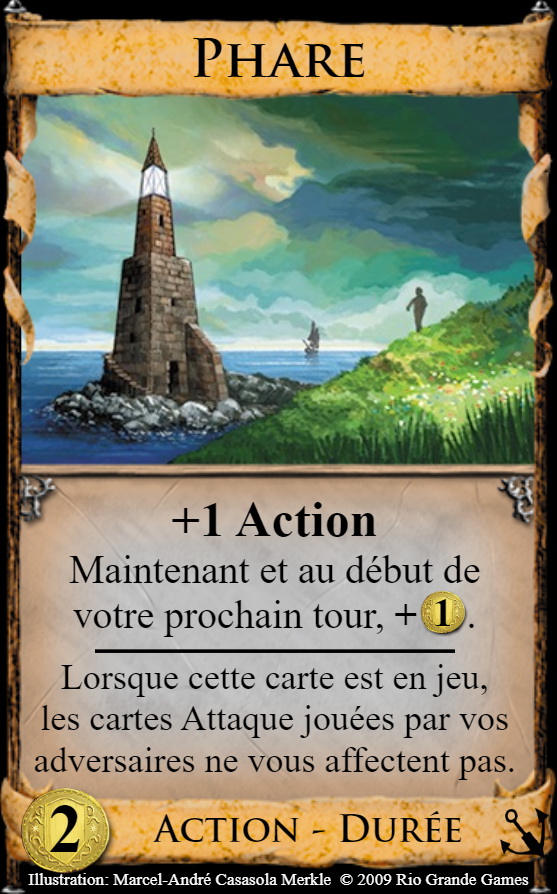 PHARE
+1 Action
Maintenant et au début de
votre prochain tour, +1.
Lorsque cette carte est en jeu,
les cartes Attaque jouées par vos
adversaires ne vous affectent pas.
2 ACTION - DURÉE
Illustration: Marcel-André Casasola Merkle © 2009 Rio Grande Games